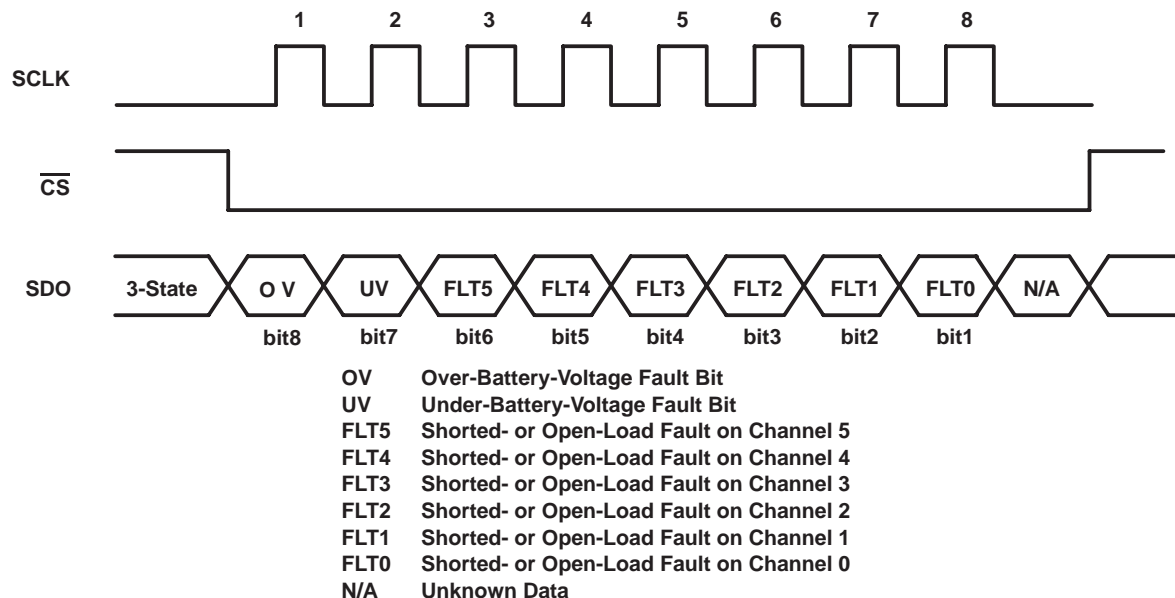 1 2 3 4 5 6 7 8
SCLK
CS
SDO 3-State O V UV FLT5 FLT4 FLT3 FLT2 FLT1 FLT0 N/A
bit8 bit7 bit6 bit5 bit4 bit3 bit2 bit1
OV Over-Battery-Voltage Fault Bit
UV Under-Battery-Voltage Fault Bit
FLT5 Shorted- or Open-Load Fault on Channel 5
FLT4 Shorted- or Open-Load Fault on Channel 4
FLT3 Shorted- or Open-Load Fault on Channel 3
FLT2 Shorted- or Open-Load Fault on Channel 2
FLT1 Shorted- or Open-Load Fault on Channel 1
FLT0 Shorted- or Open-Load Fault on Channel 0
N/A Unknown Data